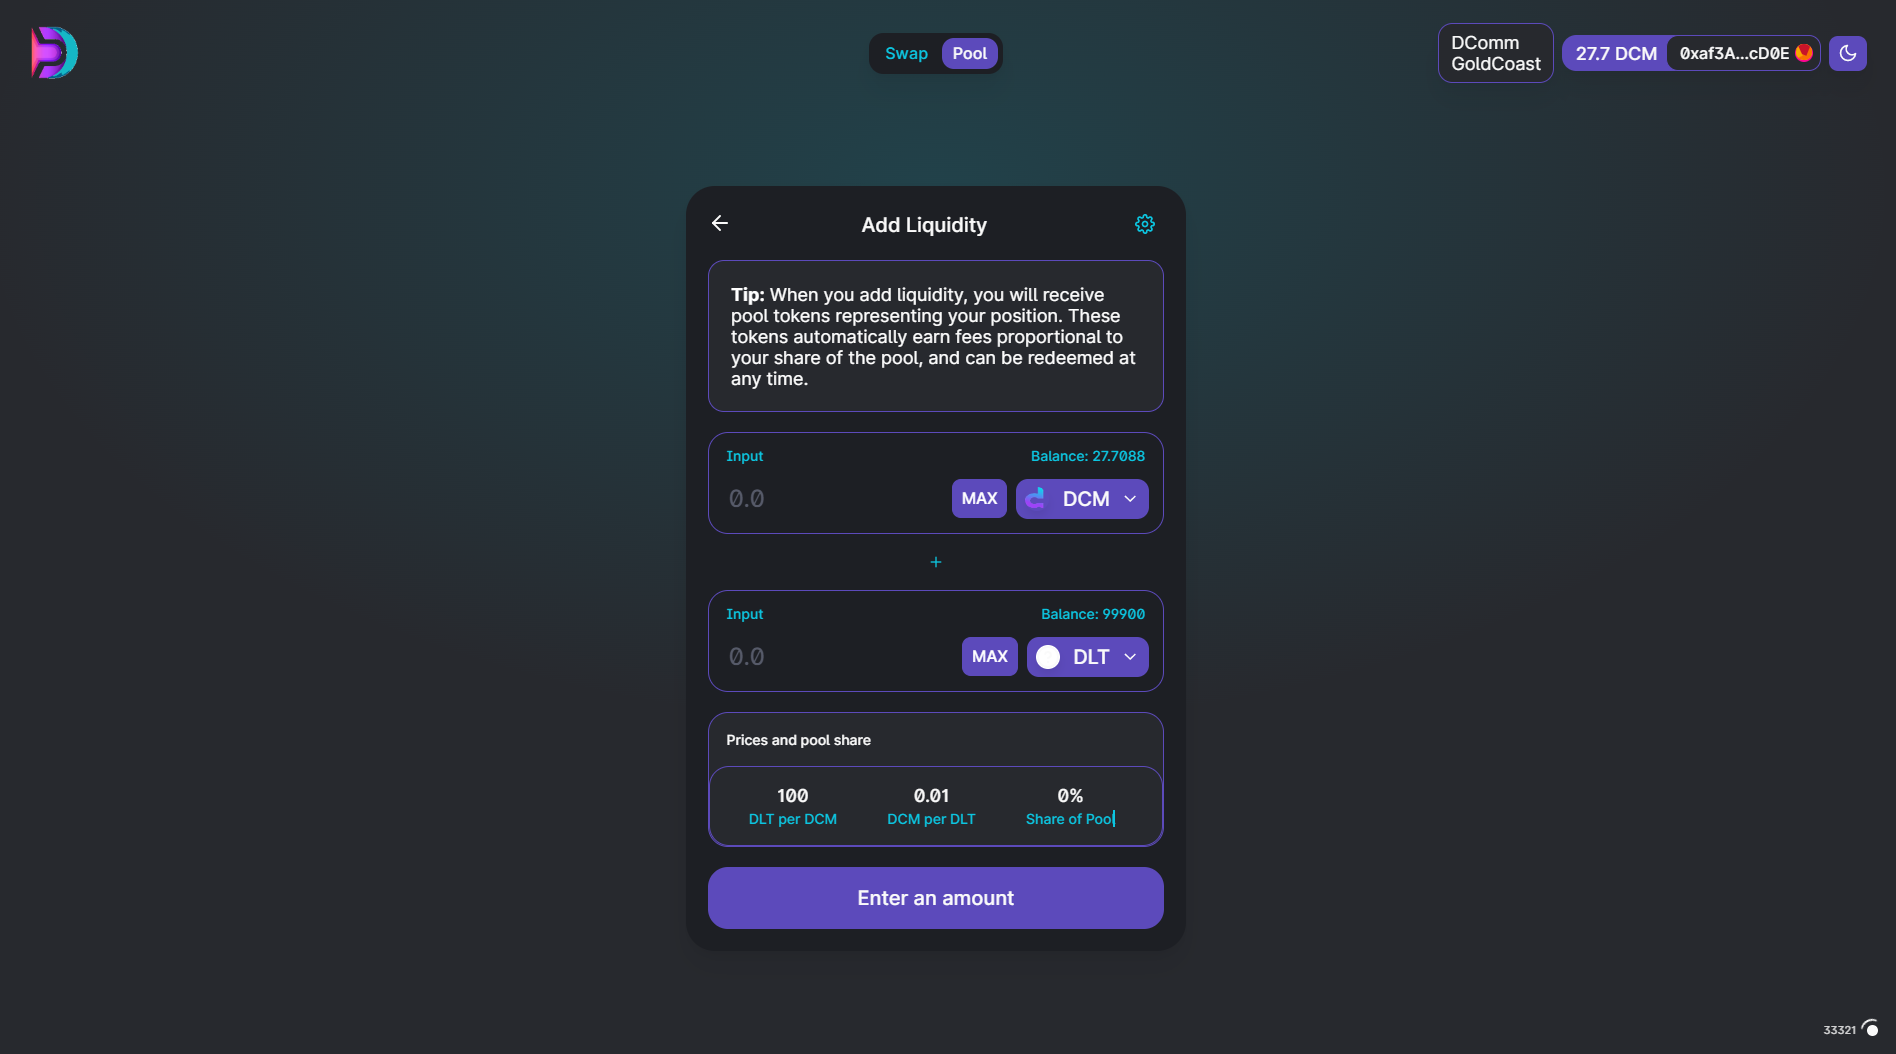 Swap
Pool
DComm
GoldCoast
27.7 DCM
0xaf3A...cD0E
Add Liquidity
Tip: When you add liquidity, you will receive
pool tokens representing your position. These
tokens automatically earn fees proportional to
your share of the pool, and can be redeemed at
any time.
Input
Balance: 27.7088
0.0
MAX
DCM
+
Input
Balance: 99900
0.0
MAX
DLT
Prices and pool share
100
DLT per DCM
0.01
DCM per DLT
0%
Share of Pool
Enter an amount
33321